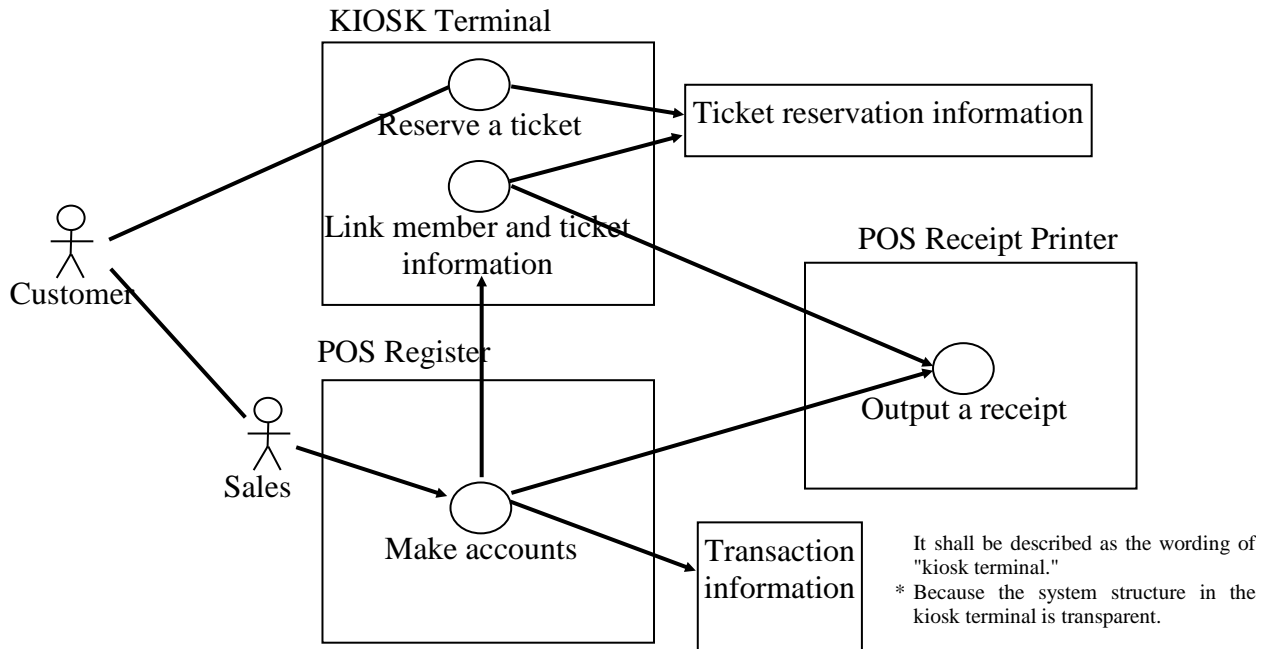 KIOSK Terminal
Reserve a ticket
Ticket reservation information
Link member and ticket
information
Customer
POS Receipt Printer
Output a receipt
POS Register
Sales
Make accounts
Transaction
information
It shall be described as the wording of
"kiosk terminal."
* Because the system structure in the
kiosk terminal is transparent.